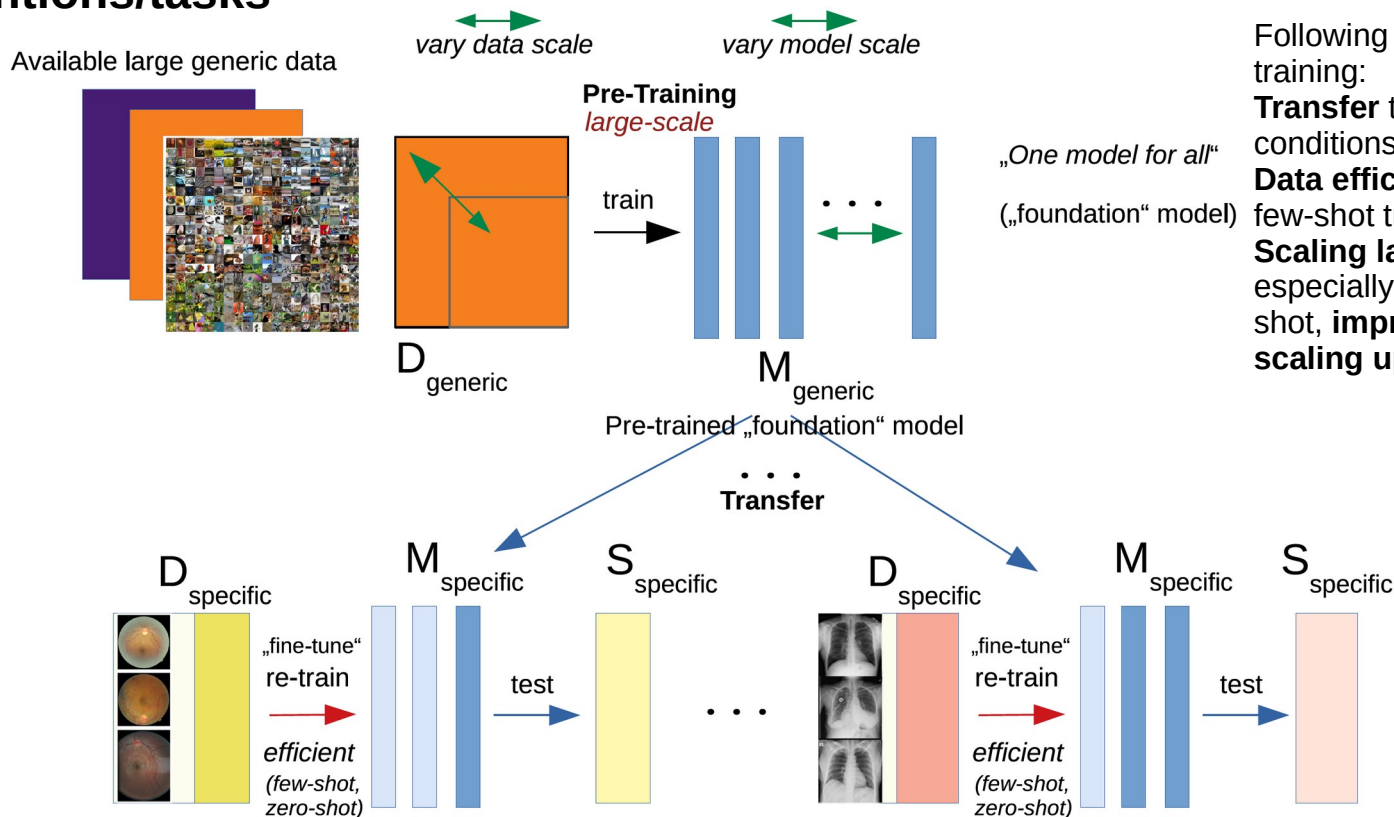 ntions/tasks
Available large generic data
vary data scale
vary model scale
Pre-Training
large-scale
train
„One model for all“
(„foundation“ model)
Following
training:
Transfer t
conditions
Data effic
few-shot t
Scaling la
especially
shot, impr
scaling u
D generic
M generic
Pre-trained „foundation“ model
. . .
Transfer
D specific
„fine-tune“
re-train
efficient
(few-shot,
zero-shot)
M specific
test
S specific
. . .
D specific
„fine-tune“
re-train
efficient
(few-shot,
zero-shot)
M specific
test
S specific